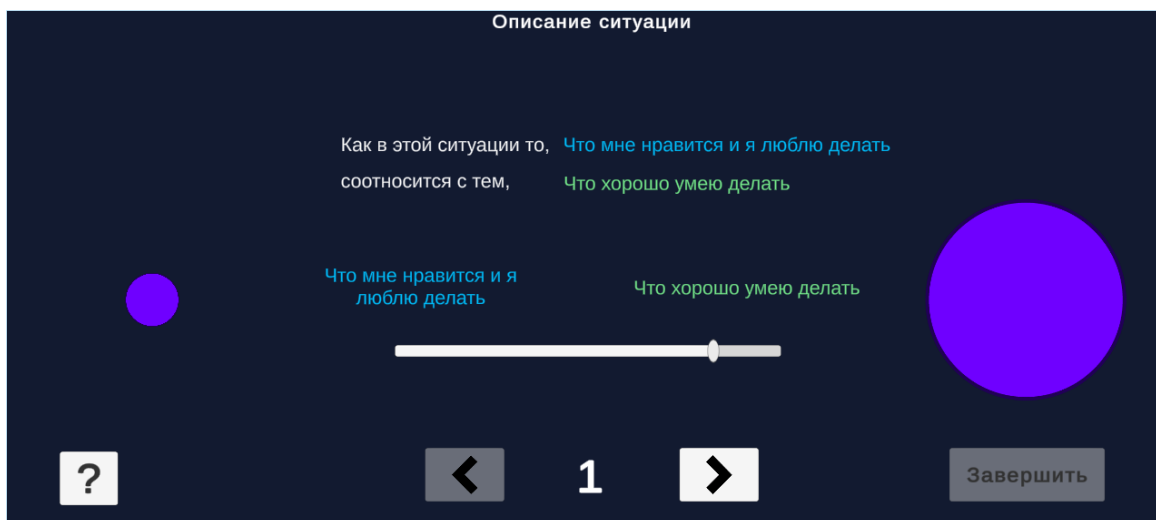 Описание ситуации
Как в этой ситуации то, Что мне нравится и я люблю делать
соотносится с тем, Что хорошо умею делать
Что мне нравится и я
люблю делать
Что хорошо умею делать
?
1
Завершить